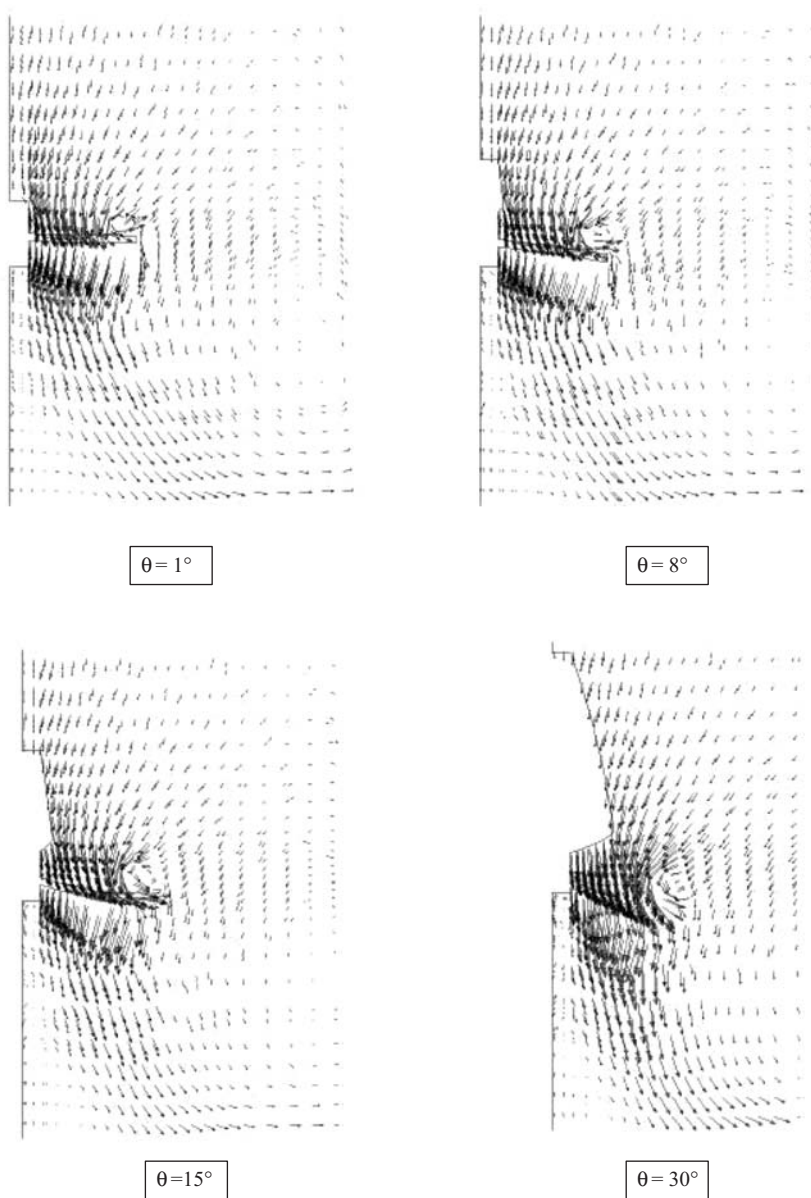 θ = 1°
θ = 8°
θ =15°
θ = 30°